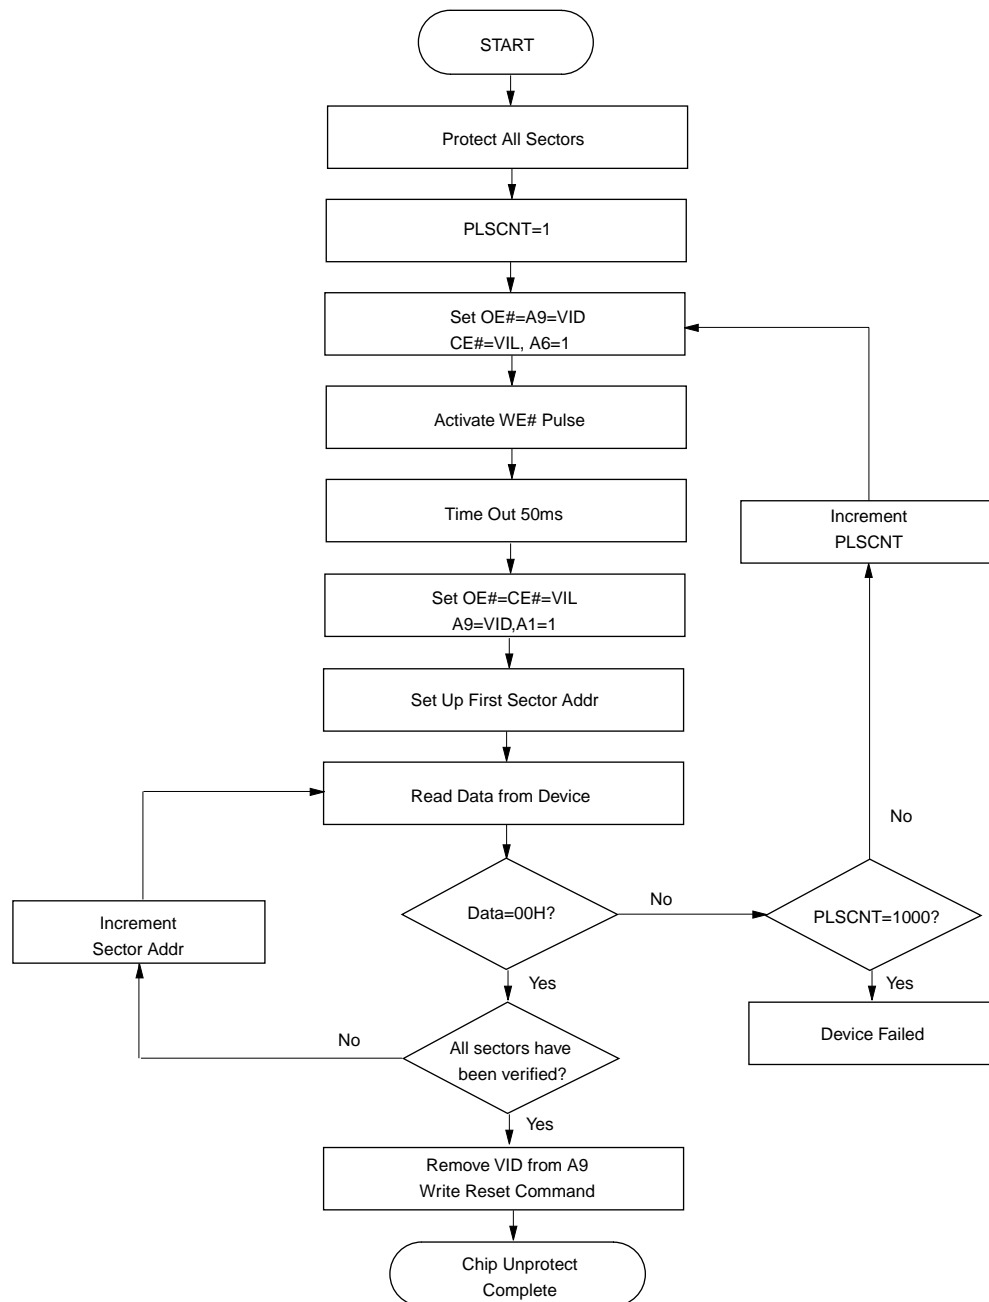 START
Protect All Sectors
PLSCNT=1
Set OE#=A9=VID
CE#=VIL, A6=1
Activate WE# Pulse
Time Out 50ms
Increment
PLSCNT
Set OE#=CE#=VIL
A9=VID,A1=1
Set Up First Sector Addr
Read Data from Device
No
Data=00H?
No
PLSCNT=1000?
Increment
Sector Addr
Yes
Yes
Device Failed
No
All sectors have
been verified?
Yes
Remove VID from A9
Write Reset Command
Chip Unprotect
Complete